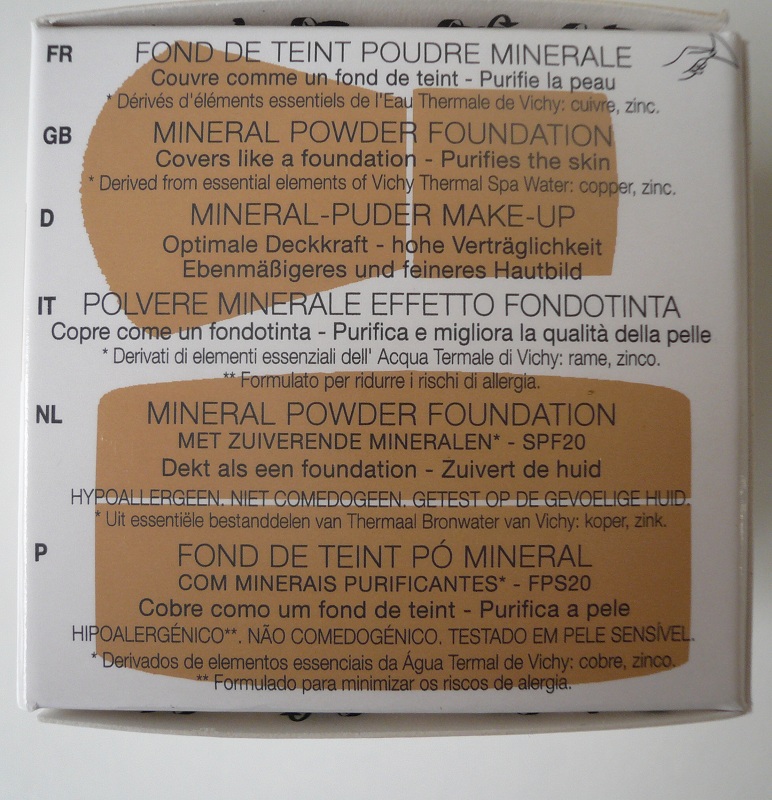 FR FOND DE TEINT POUDRE MINERALE
Couvre comme un fond de teint - Purifie la peau
* Dérivés d'éléments essentiels de l'Eau Thermale de Vichy: cuivre, zinc.
GB MINERAL POWDER FOUNDATION
Covers like a foundation - Purifies the skin
* Derived from essential elements of Vichy Thermal Spa Water: copper, zinc.
D MINERAL-PUDER MAKE-UP
Optimale Deckkraft - hohe Verträglichkeit
Ebenmäßigeres und feineres Hautbild
IT POLVERE MINERALE EFFETTO FONDOTINTA
Copre come un fondotinta - Purifica e migliora la qualità della pelle
* Derivati di elementi essenziali dell' Acqua Termale di Vichy: rame, zinco.
** Formulato per ridurre i rischi di allergia.
NL MINERAL POWDER FOUNDATION
MET ZUIVERENDE MINERALEN* - SPF20
Dekt als een foundation - Zuivert de huid
HYPOALLERGEEN. NIET COMEDOGEEN. GETEST OP DE GEVOELIGE HUID.
* Uit essentiële bestanddelen van Thermaal Bronwater van Vichy: koper, zink.
P FOND DE TEINT PÓ MINERAL
COM MINERAIS PURIFICANTES* - FPS20
Cobre como um fond de teint - Purifica a pele
HIPOALERGÉNICO**. NÃO COMEDOGÉNICO. TESTADO EM PELE SENSÍVEL.
* Derivados de elementos essenciais da Água Termal de Vichy: cobre, zinco.
** Formulado para minimizar os riscos de alergia.